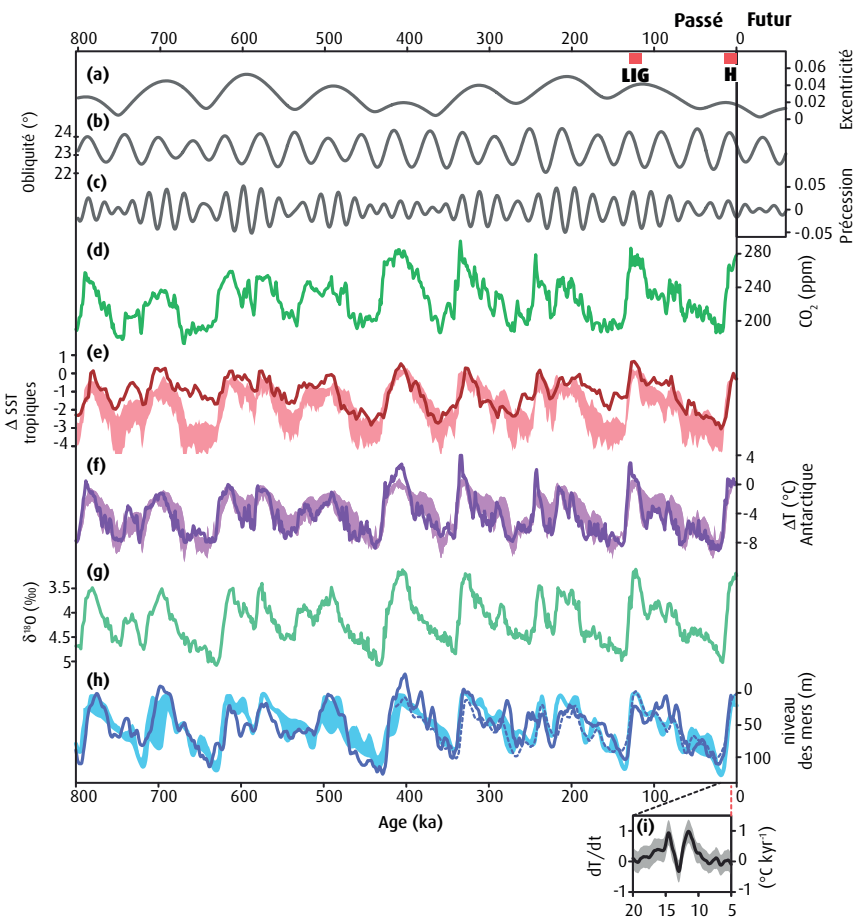 Passé Futur
800 700 600 500 400 300 200 100 0 0
(a) LIG H
0.06
0.04
0.02
0
Excentricité
(b)
24
23
22
Obliquité (°)
(c)
0.05
0
-0.05
Précession
(d)
280
240
200
CO2 (ppm)
(e)
1
0
-1
-2
-3
-4
Δ SST
tropiques
(f)
4
0
-4
-8
ΔT (°C)
Antarctique
(g)
3.5
4
4.5
5
δ18O (‰)
(h)
0
50
100
niveau
des mers (m)
800 700 600 500 400 300 200 100 0
Age (ka)
(i)
1
0
-1
dT/dt
1
0
-1
(°C kyr-1)
20 15 10 5